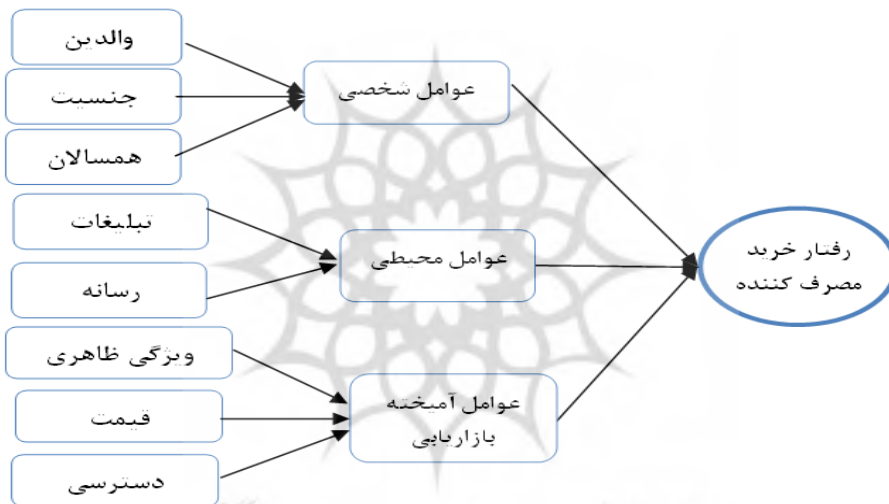 والدین
جنسیت
همسالان
عوامل شخصی
تبلیغات
رسانه
عوامل محیطی
ویژگی ظاهری
قیمت
دسترسی
عوامل آمیخته
بازاریابی
رفتار خرید
مصرف کننده